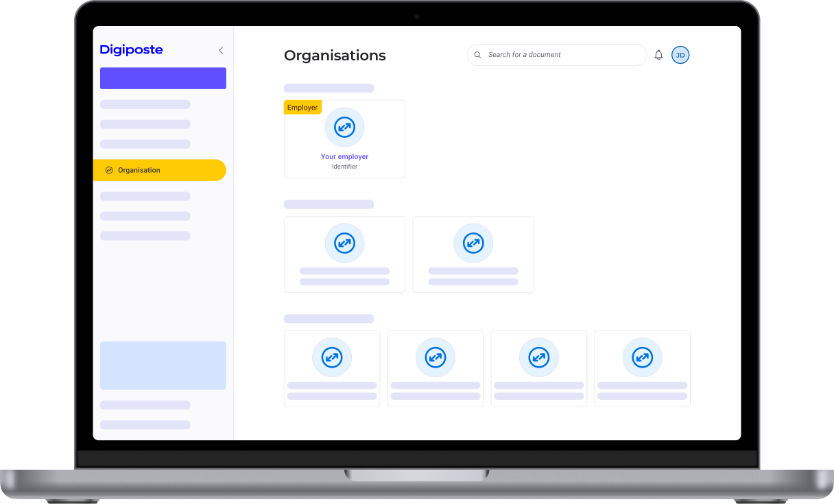 Digiposte
Organisations
Search for a document
JD
Employer
Your employer
Identifier
Organisation